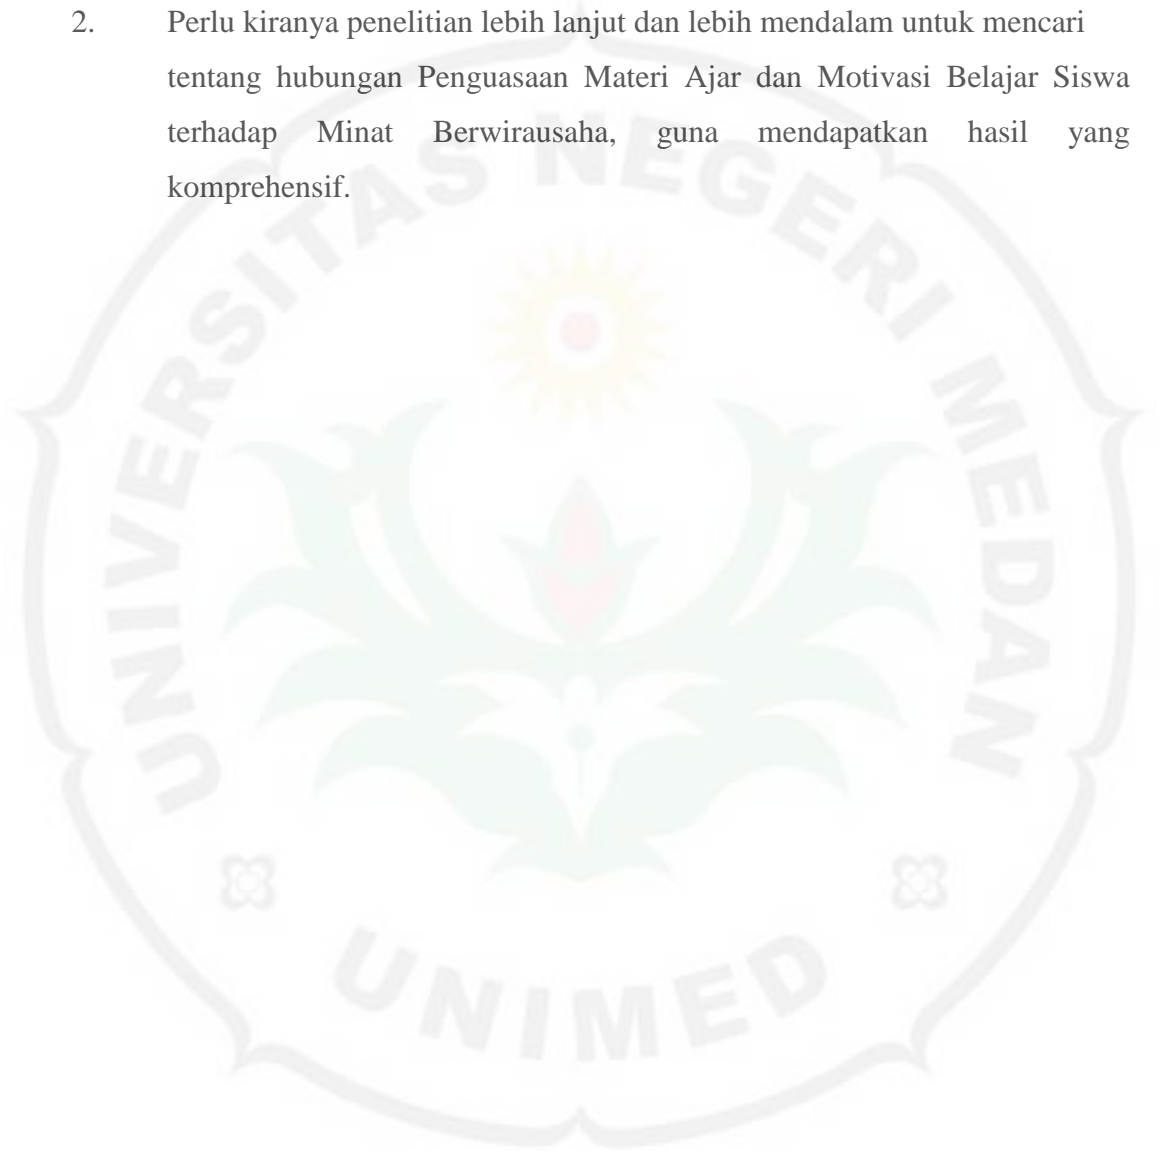 2. Perlu kiranya penelitian lebih lanjut dan lebih mendalam untuk mencari
tentang hubungan Penguasaan Materi Ajar dan Motivasi Belajar Siswa
terhadap Minat Berwirausaha, guna mendapatkan hasil yang
komprehensif.
UNIVERSITAS NEGERI MEDAN
UNIMED